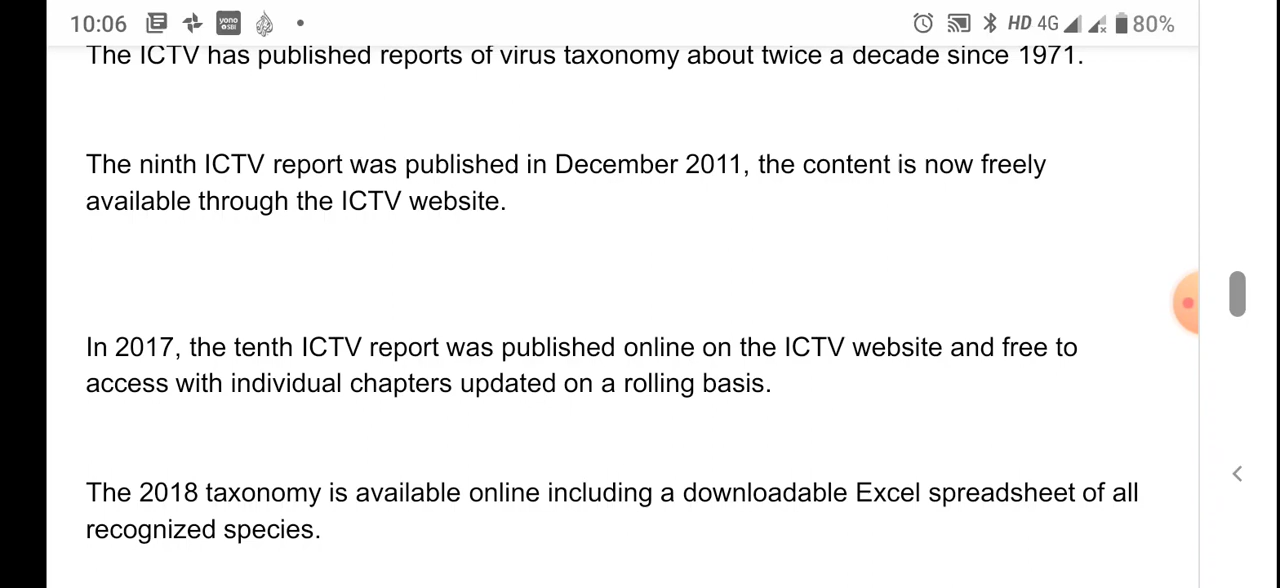 10:06 yono SBI HD 4G 80%
The ICTV has published reports of virus taxonomy about twice a decade since 1971.
The ninth ICTV report was published in December 2011, the content is now freely
available through the ICTV website.
In 2017, the tenth ICTV report was published online on the ICTV website and free to
access with individual chapters updated on a rolling basis.
The 2018 taxonomy is available online including a downloadable Excel spreadsheet of all
recognized species.